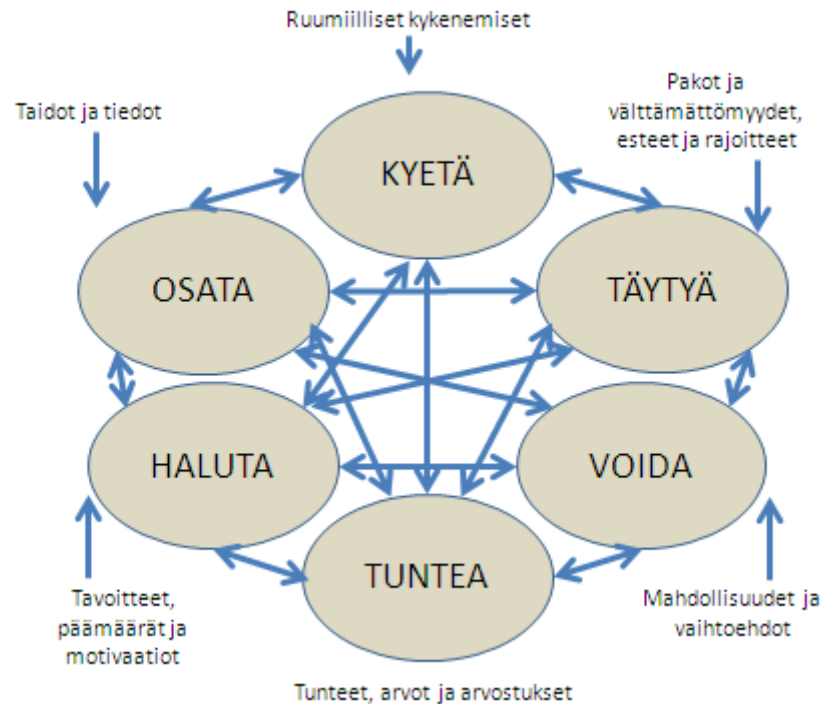 Ruumiilliset kykenemiset
Taidot ja tiedot
Pakot ja
välttämättömyydet,
esteet ja rajoitteet
KYETÄ
OSATA
TÄYTYÄ
HALUTA
VOIDA
TUNTEA
Tavoitteet,
päämäärät ja
motivaatiot
Mahdollisuudet ja
vaihtoehdot
Tunteet, arvot ja arvostukset